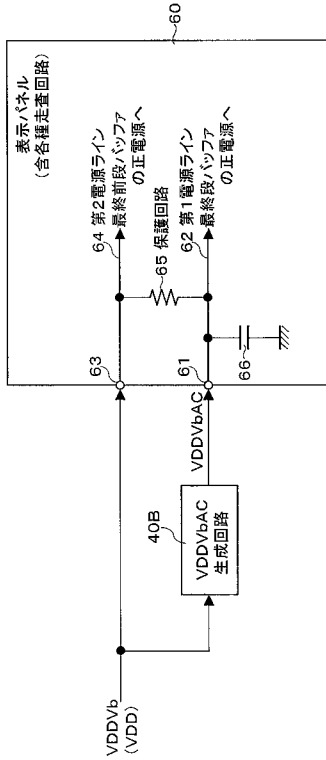 60
表示パネル
(含各種走査回路)
64 第2電源ライン
最終前段バッファ
の正電源へ
65 保護回路
62 第1電源ライン
最終段バッファ
の正電源へ
66
63
61
VDDVbAC
40B
VDDVbAC
生成回路
VDDVb
(VDD)